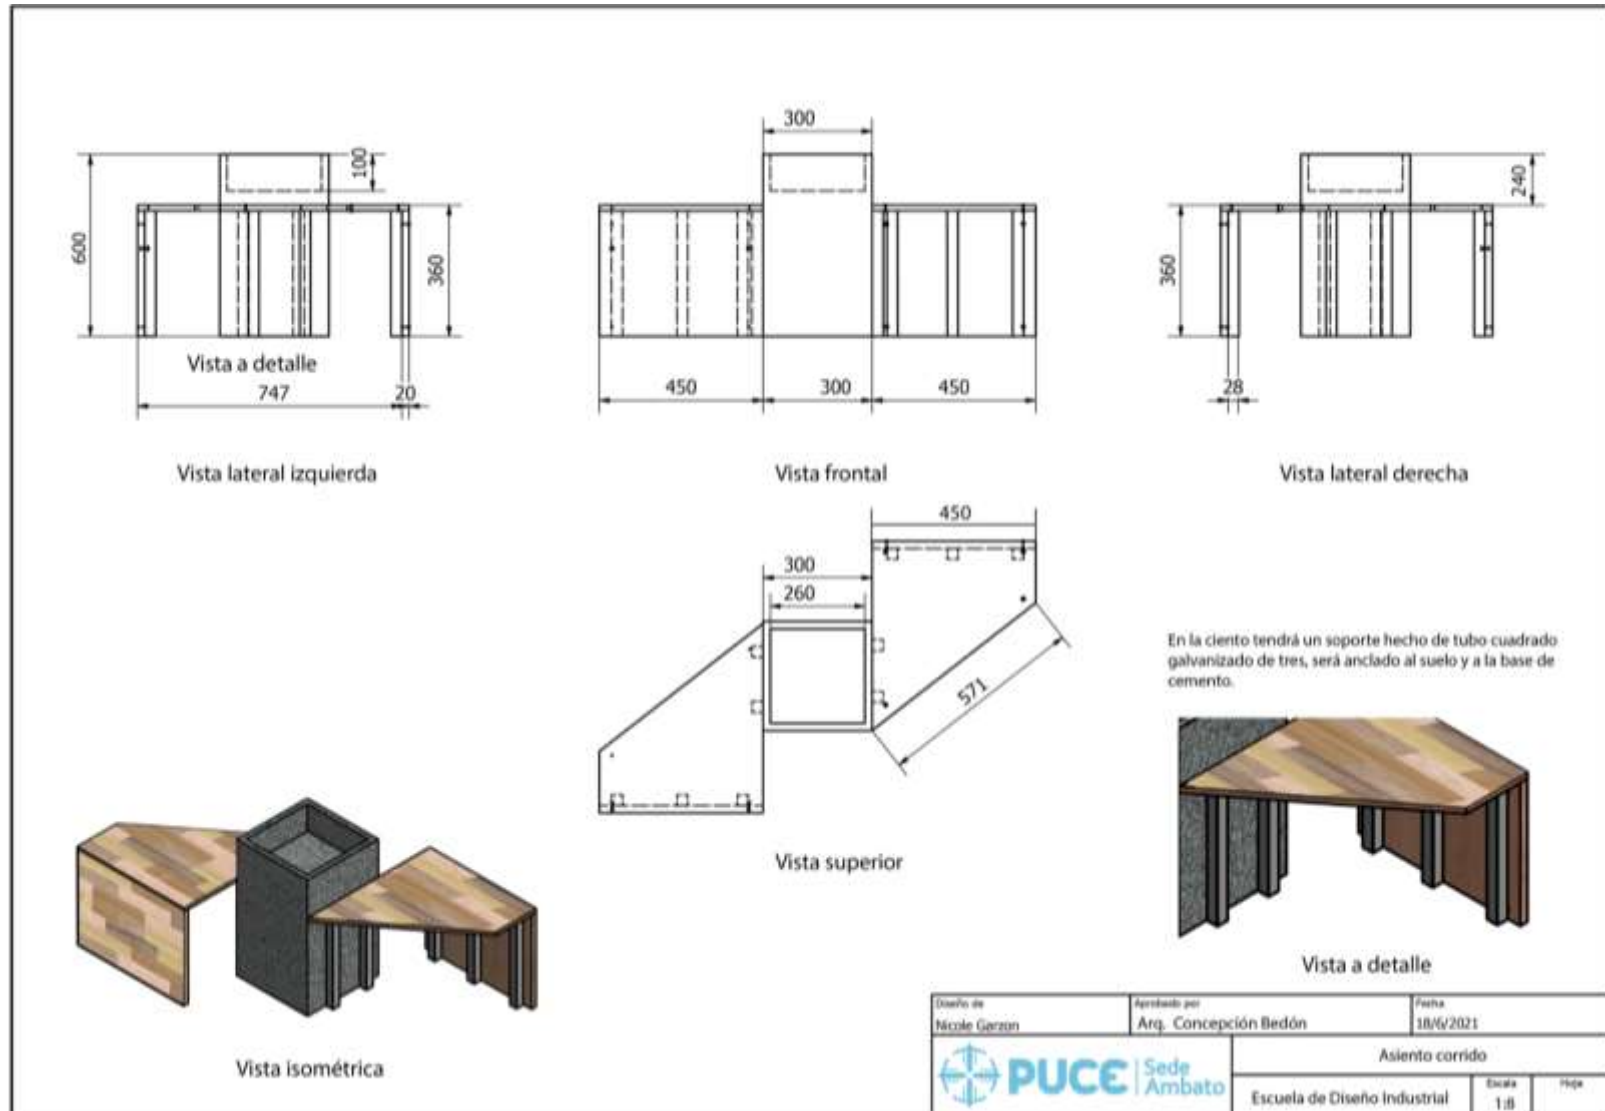 300
100
600
360
Vista a detalle
747
20
Vista lateral izquierda
450
300
450
Vista frontal
240
360
28
Vista lateral derecha
450
300
260
571
Vista superior
En la ciento tendrá un soporte hecho de tubo cuadrado
galvanizado de tres, será anclado al suelo y a la base de
cemento.
Vista a detalle
Vista isométrica
Diseño de
Nicole Garzon
Aprobado por
Arq. Concepción Bedón
Fecha
18/6/2021
PUCE
Sede
Ambato
Asiento corrido
Escuela de Diseño Industrial
Escala
1:8
Hoja